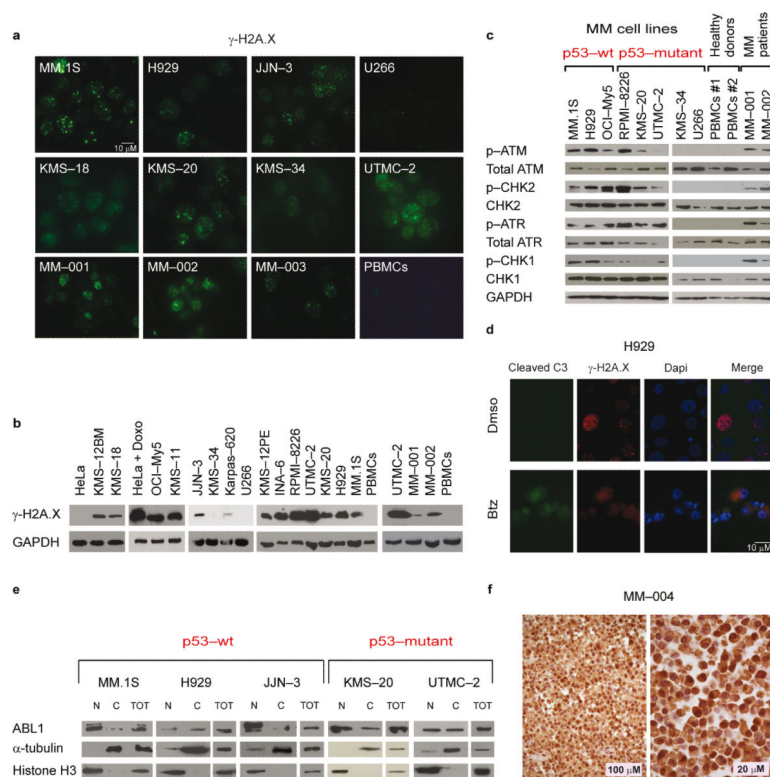 a
γ-H2A.X
MM.1S H929 JJN–3 U266
10 μM
KMS–18 KMS–20 KMS–34 UTMC–2
MM–001 MM–002 MM–003 PBMCs
b
HeLa
KMS–12BM
KMS–18
HeLa + Doxo
OCI–My5
KMS–11
JJN–3
KMS–34
Karpas–620
U266
KMS–12PE
INA–6
RPMI–8226
UTMC–2
KMS–20
H929
MM.1S
PBMCs
UTMC–2
MM–001
MM–002
PBMCs
γ–H2A.X
GAPDH
c
MM cell lines
p53–wt p53–mutant
Healthy
donors
MM
patients
MM.1S
H929
OCI–My5
RPMI–8226
KMS–20
UTMC–2
KMS–34
U266
PBMCs #1
PBMCs #2
MM–001
MM–002
p–ATM
Total ATM
p–CHK2
CHK2
p–ATR
Total ATR
p–CHK1
CHK1
GAPDH
d
H929
Cleaved C3 γ–H2A.X Dapi Merge
Dmso
Btz
10 μM
e
p53–wt p53–mutant
MM.1S H929 JJN–3 KMS–20 UTMC–2
N C TOT N C TOT N C TOT N C TOT N C TOT
ABL1
α–tubulin
Histone H3
f
MM–004
100 μM 20 μM